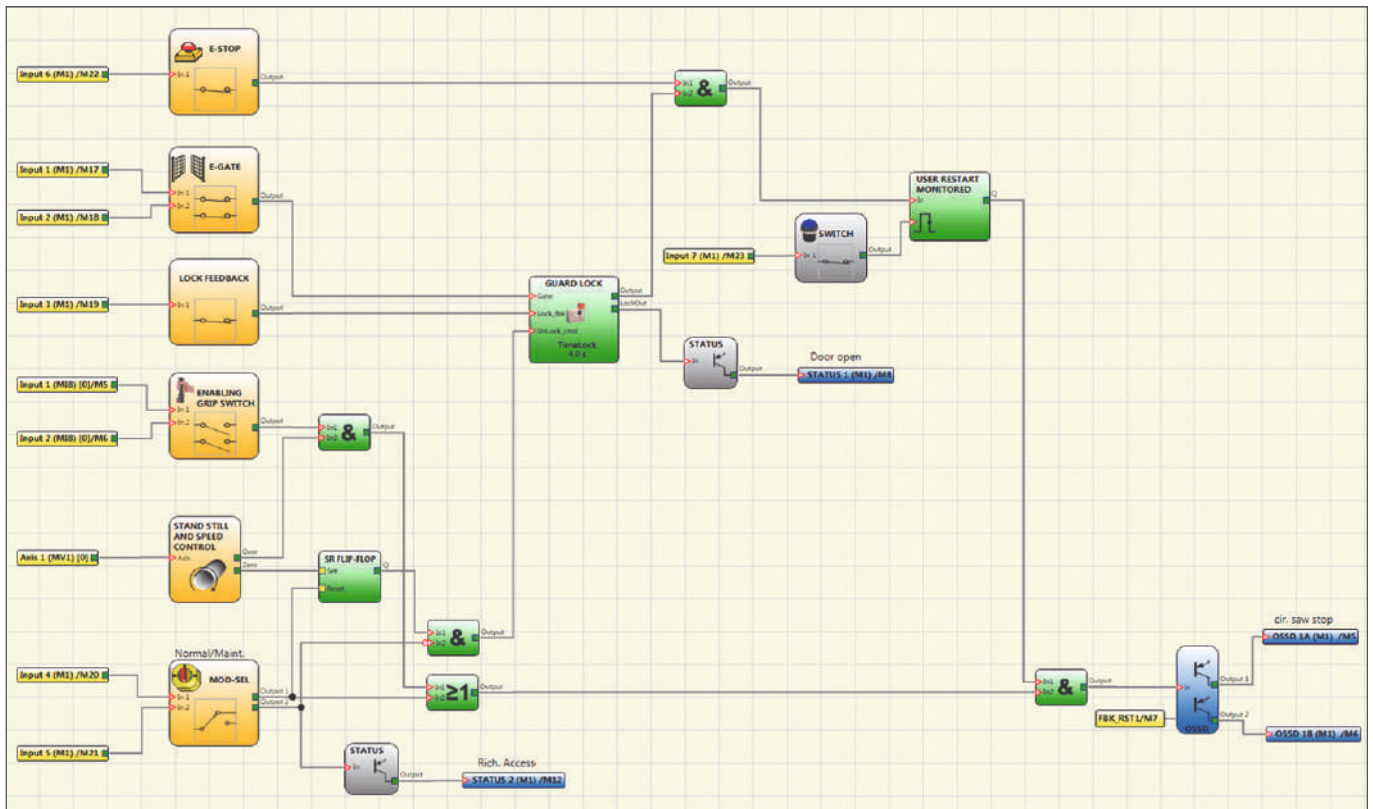 E-STOP
Input 6 (M1) /M22
In 1
Output
In1
In2
&
Output
E-GATE
Input 1 (M1) /M17
In 1
Input 2 (M1) /M18
In.2
Output
USER RESTART
MONITORED
In
Q
SWITCH
Input 7 (M1) /M23
In 1
Output
LOCK FEEDBACK
Input 3 (M1) /M19
In 1
Output
GUARD LOCK
Gate
Output
Lock_fbk
LockOut
UnLock_cmd
TimeLock
4,0 s
STATUS
In
Output
Door open
STATUS 1 (M1) /M8
Input 1 (MI8) [0]/M5
ENABLING
GRIP SWITCH
In.1
Input 2 (MI8) [0]/M6
In.2
Output
In1
In2
&
Output
STAND STILL
AND SPEED
CONTROL
Axis 1 (MV1) [0]
Axis
Over
Zero
SR FLIP-FLOP
Set
Q
Reset
In1
In2
&
Output
Normal/Maint.
Input 4 (M1) /M20
MOD-SEL
In 1
In.2
Output 1
Output 2
Input 5 (M1) /M21
In1
In2
≥1
Output
STATUS
In
Output
Rich. Access
STATUS 2 (M1) /M12
In1
In2
&
Output
In
FBK_RST1/M7
OSSD
Output 1
Output 2
cir. saw stop
OSSD 1A (M1) /M5
OSSD 1B (M1) /M6